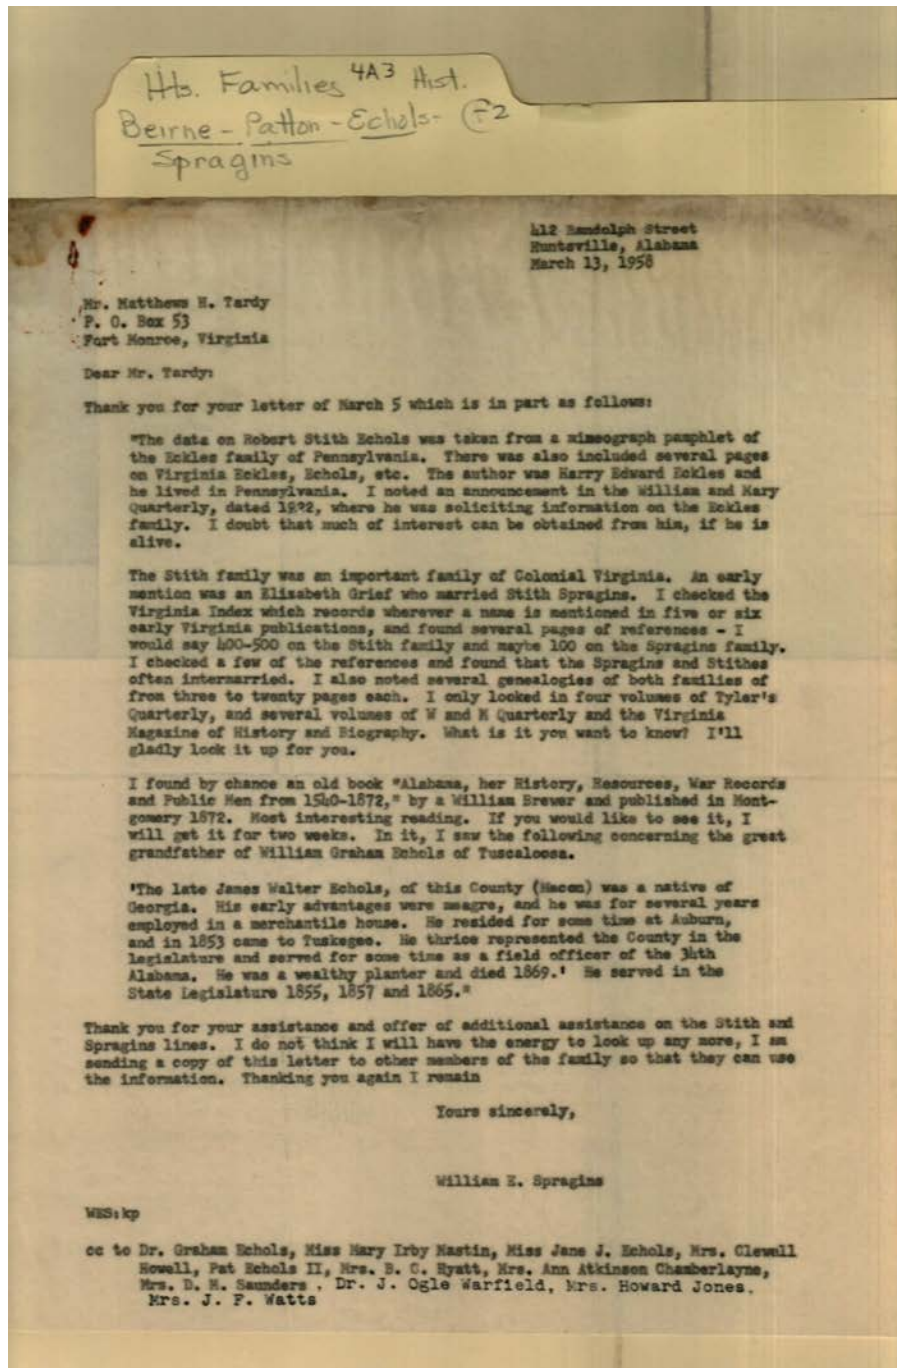 Hts. Families 4A3 Hist.
Beirne - Patton - Echols- F2
Spragins
412 Randolph Street
Huntsville, Alabama
March 13, 1958
Mr. Matthews H. Tardy
P. O. Box 53
Fort Monroe, Virginia
Dear Mr. Tardy:
Thank you for your letter of March 5 which is in part as follows:
"The data on Robert Stith Echols was taken from a mimeograph pamphlet of
the Eckles family of Pennsylvania. There was also included several pages
on Virginia Eckles, Echols, etc. The author was Harry Edward Eckles and
he lived in Pennsylvania. I noted an announcement in the William and Mary
Quarterly, dated 1922, where he was soliciting information on the Eckles
family. I doubt that much of interest can be obtained from him, if he is
alive.
The Stith family was an important family of Colonial Virginia. An early
mention was an Elizabeth Grief who married Stith Spragins. I checked the
Virginia Index which records wherever a name is mentioned in five or six
early Virginia publications, and found several pages of references - I
would say 400-500 on the Stith family and maybe 100 on the Spragins family.
I checked a few of the references and found that the Spragins and Stithes
often intermarried. I also noted several genealogies of both families of
from three to twenty pages each. I only looked in four volumes of Tyler's
Quarterly, and several volumes of W and M Quarterly and the Virginia
Magazine of History and Biography. What is it you want to know? I'll
gladly look it up for you.
I found by chance an old book "Alabama, her History, Resources, War Records
and Public Men from 1540-1872," by a William Brewer and published in Mont-
gomery 1872. Most interesting reading. If you would like to see it, I
will get it for two weeks. In it, I saw the following concerning the great
grandfather of William Graham Echols of Tuscaloosa.
'The late James Walter Echols, of this County (Macon) was a native of
Georgia. His early advantages were meagre, and he was for several years
employed in a merchantile house. He resided for some time at Auburn,
and in 1853 came to Tuskegee. He thrice represented the County in the
legislature and served for some time as a field officer of the 34th
Alabama. He was a wealthy planter and died 1869.' He served in the
State Legislature 1855, 1857 and 1865."
Thank you for your assistance and offer of additional assistance on the Stith and
Spragins lines. I do not think I will have the energy to look up any more, I am
sending a copy of this letter to other members of the family so that they can use
the information. Thanking you again I remain
Yours sincerely,
William E. Spragins
WES:kp
cc to Dr. Graham Echols, Miss Mary Irby Mastin, Miss Jane J. Echols, Mrs. Clewell
Howell, Pat Echols II, Mrs. B. C. Hyatt, Mrs. Ann Atkinson Chamberlayne,
Mrs. D. M. Saunders , Dr. J. Ogle Warfield, Mrs. Howard Jones,
Mrs. J. F. Watts